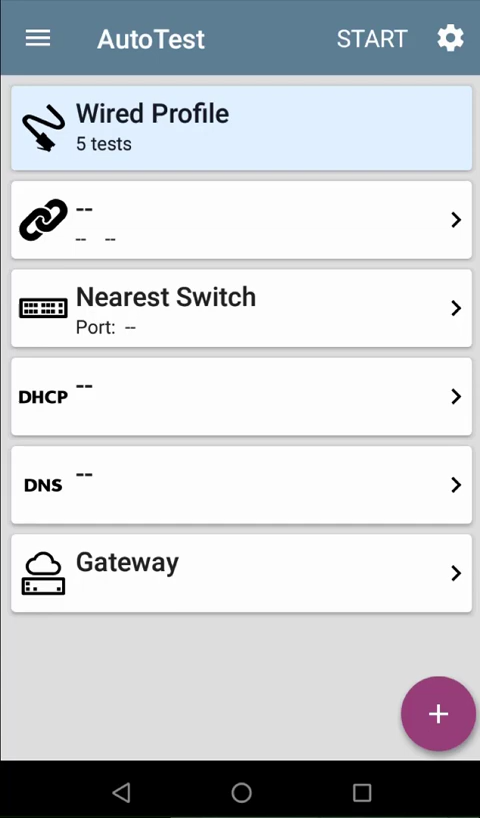 AutoTest START
Wired Profile
5 tests
--
-- --
Nearest Switch
Port: --
DHCP --
DNS --
Gateway
+